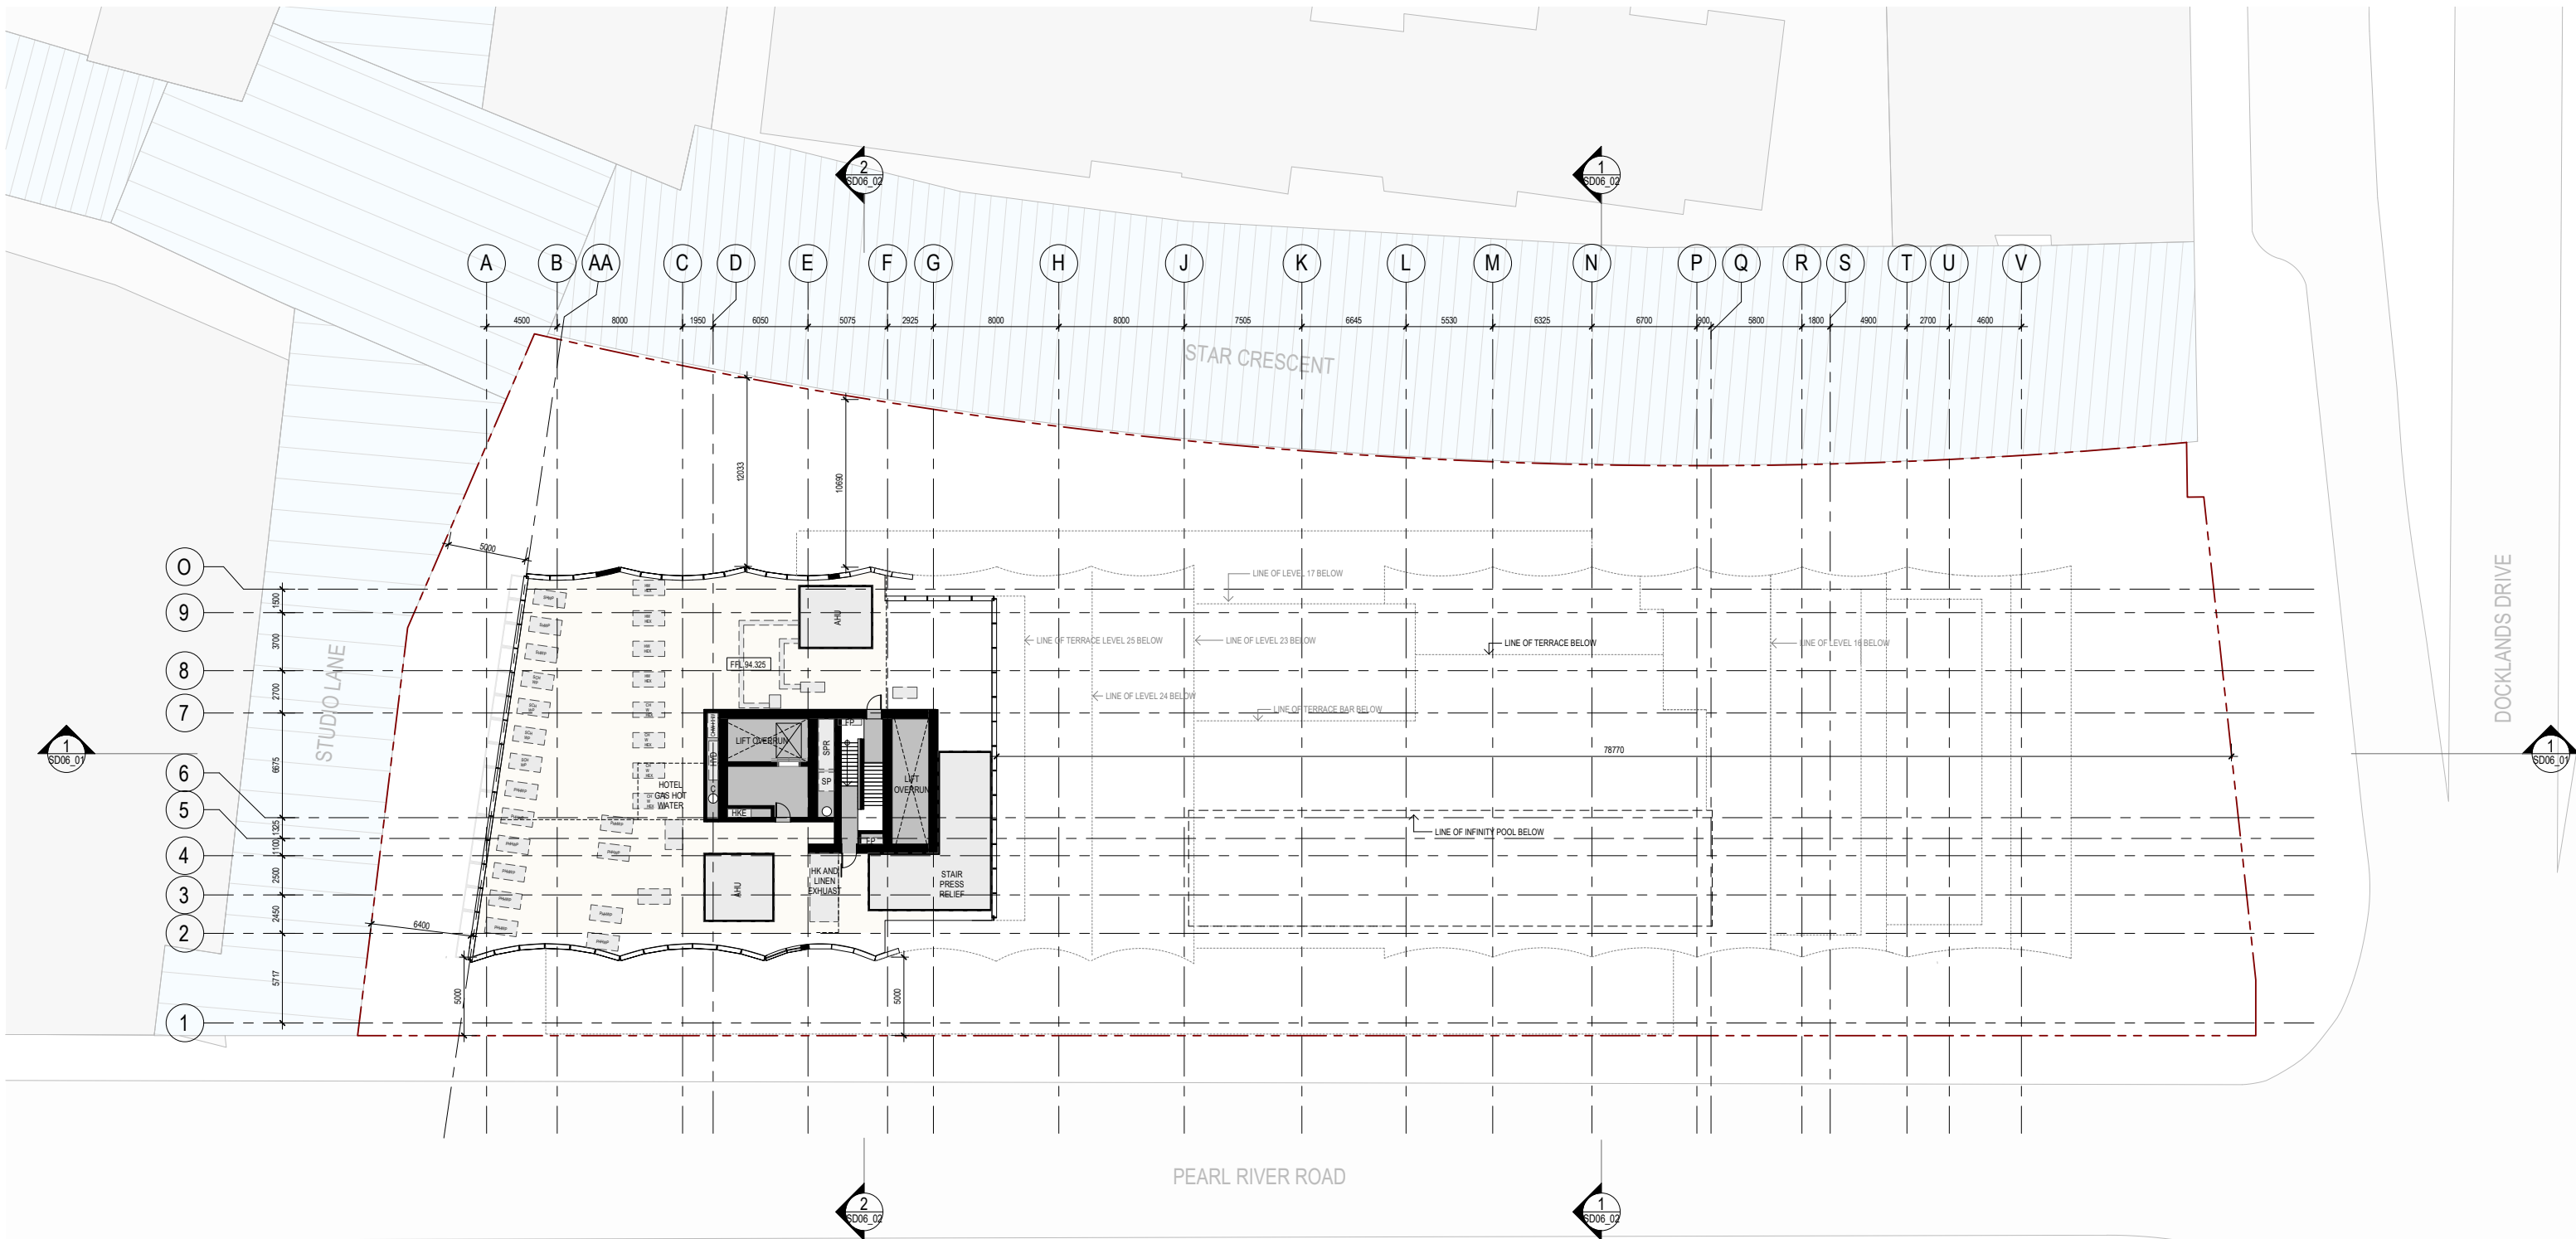 2
SD06_02
1
SD06_02
A
B
AA
C
D
E
F
G
H
J
K
L
M
N
P
Q
R
S
T
U
V
4500
8000
1950
6050
5075
2925
8000
8000
7505
6645
5530
6325
6700
900
5800
1800
4900
2700
4600
STAR CRESCENT
12033
10690
5000
O
9
8
7
6
5
4
3
2
1
1500
3700
2700
6675
1325
1100
2500
2450
5717
STUDIO LANE
DOCKLANDS DRIVE
1
SD06_01
1
SD06_01
AHU
FFL 94.325
LINE OF LEVEL 17 BELOW
LINE OF TERRACE LEVEL 25 BELOW
LINE OF LEVEL 23 BELOW
LINE OF TERRACE BELOW
LINE OF LEVEL 16 BELOW
LINE OF LEVEL 24 BELOW
LINE OF TERRACE BAR BELOW
78770
FP
LIFT OVERRUN
SPR
HYD
SP
C
LIFT
OVERRUN
HOTEL
GAS HOT
WATER
HKE
FP
LINE OF INFINITY POOL BELOW
AHU
HK AND
LINEN
EXHUAST
STAIR
PRESS
RELIEF
6400
5000
5000
PEARL RIVER ROAD
2
SD06_02
1
SD06_02